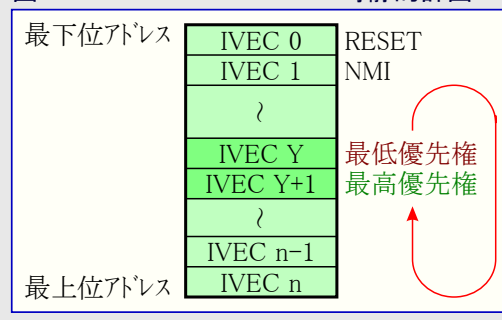 最下位アドレス IVEC 0 RESET
IVEC 1 NMI
~
IVEC Y 最低優先権
IVEC Y+1 最高優先権
~
IVEC n-1
最上位アドレス IVEC n